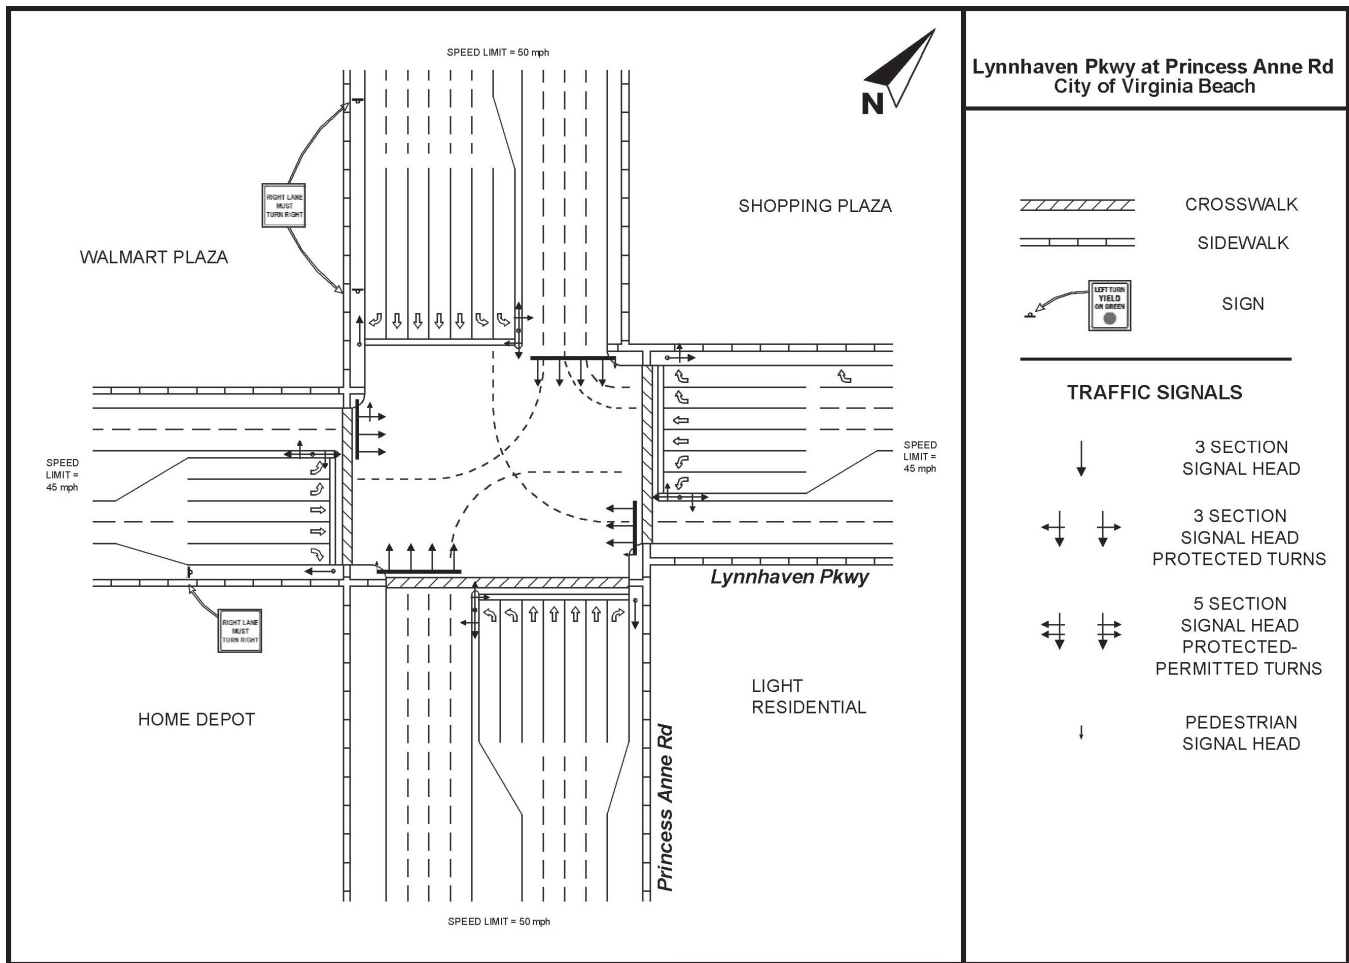 SPEED LIMIT = 50 mph
N
Lynnhaven Pkwy at Princess Anne Rd
City of Virginia Beach
RIGHT LANE
MUST
TURN RIGHT
WALMART PLAZA
SHOPPING PLAZA
CROSSWALK
SIDEWALK
LEFT TURN
YIELD
ON GREEN
SIGN
TRAFFIC SIGNALS
SPEED
LIMIT =
45 mph
SPEED
LIMIT =
45 mph
3 SECTION
SIGNAL HEAD
3 SECTION
SIGNAL HEAD
PROTECTED TURNS
5 SECTION
SIGNAL HEAD
PROTECTED-
PERMITTED TURNS
PEDESTRIAN
SIGNAL HEAD
Lynnhaven Pkwy
RIGHT LANE
MUST
TURN RIGHT
HOME DEPOT
LIGHT
RESIDENTIAL
Princess Anne Rd
SPEED LIMIT = 50 mph